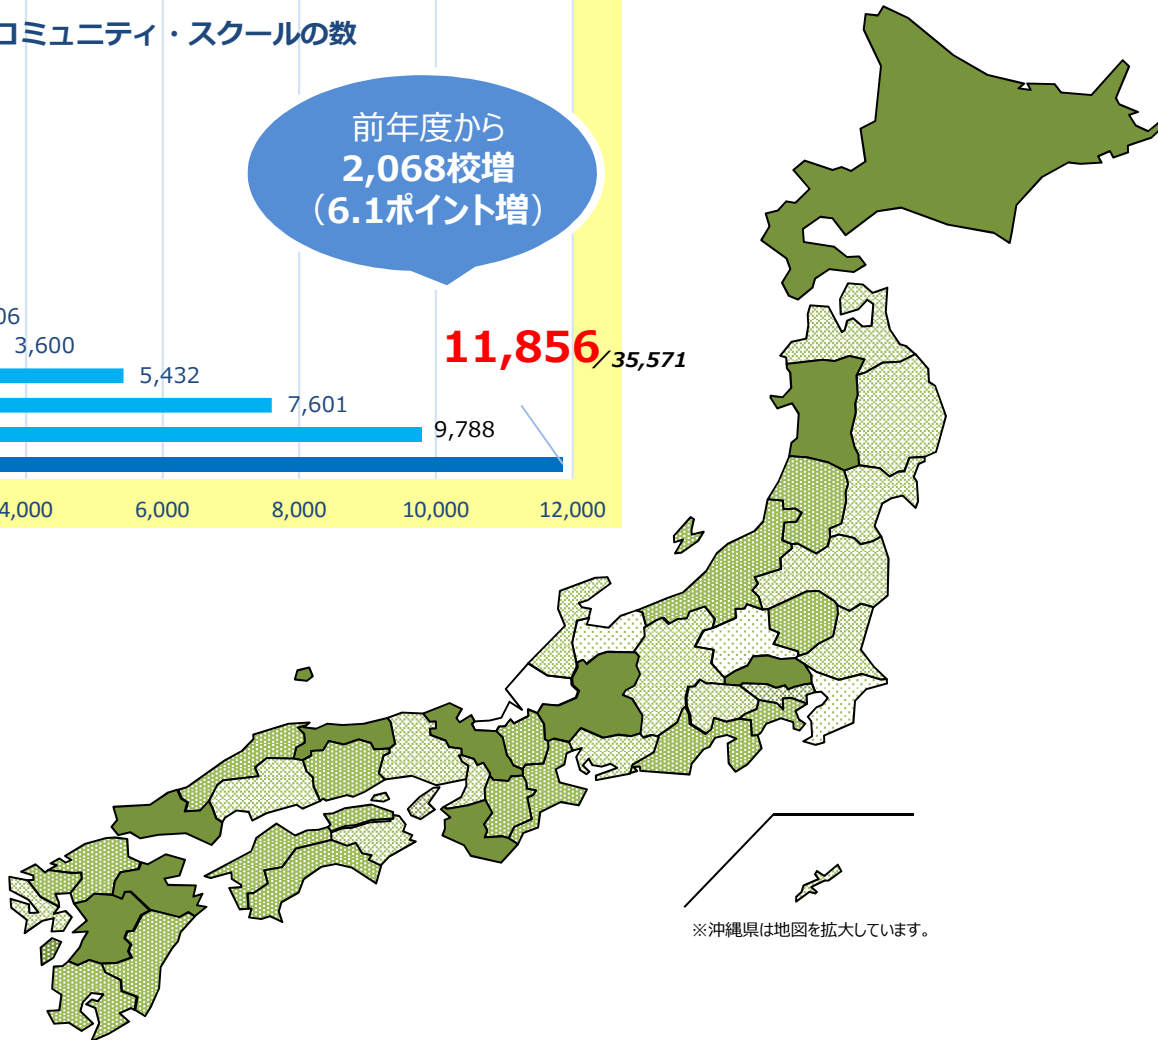 コミュニティ・スクールの数
前年度から
2,068校増
（6.1ポイント増）
06
3,600
11,856／35,571
5,432
7,601
9,788
4,000 6,000 8,000 10,000 12,000
※沖縄県は地図を拡大しています。